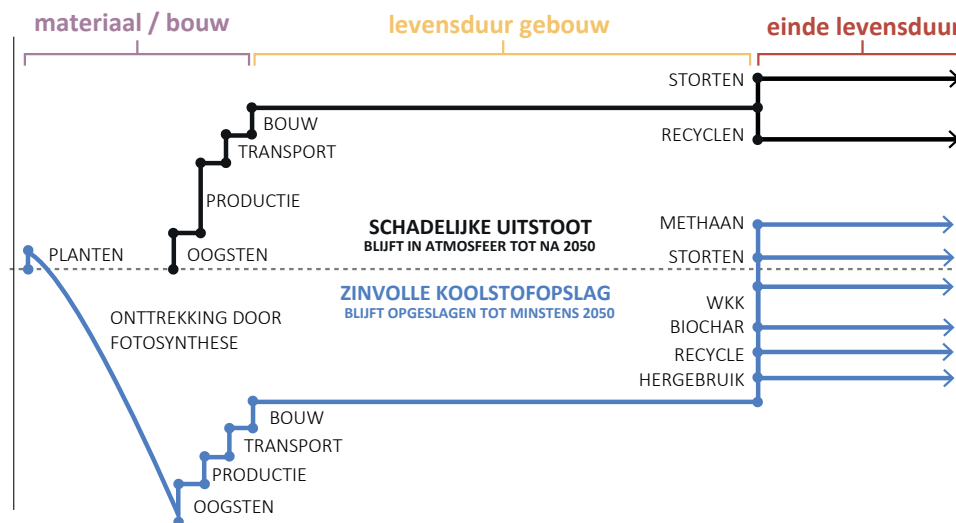 materiaal / bouw
levensduur gebouw
einde levensduur
STORTEN
BOUW
RECYCLEN
TRANSPORT
PRODUCTIE
SCHADELIJKE UITSTOOT
BLIJFT IN ATMOSFEER TOT NA 2050
METHAAN
PLANTEN
OOGSTEN
STORTEN
ZINVOLLE KOOLSTOFOPSLAG
BLIJFT OPGESLAGEN TOT MINSTENS 2050
WKK
ONTTREKKING DOOR
FOTOSYNTHESE
BIOCHAR
RECYCLE
HERGEBRUIK
BOUW
TRANSPORT
PRODUCTIE
OOGSTEN